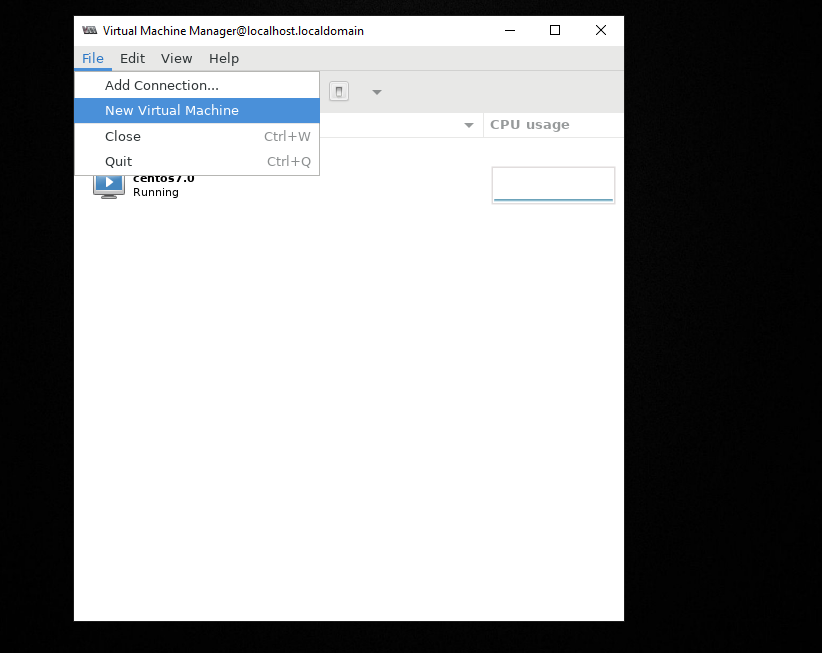 Virtual Machine Manager@localhost.localdomain
File Edit View Help
Add Connection...
New Virtual Machine
Close Ctrl+W
Quit Ctrl+Q
CPU usage
centos7.0
Running